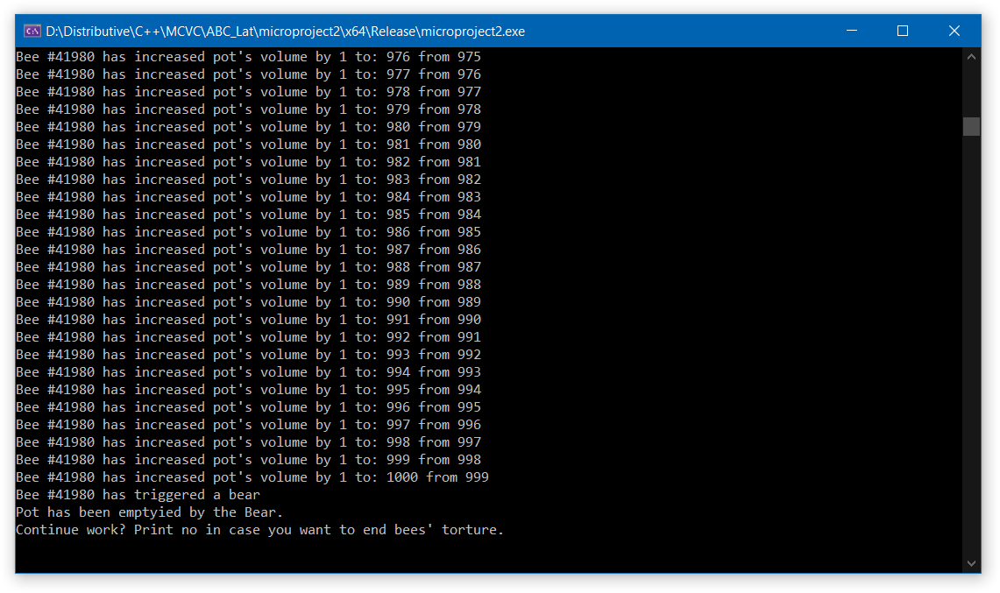 D:\Distributive\C++\MCVC\ABC_Lat\microproject2\x64\Release\microproject2.exe
Bee #41980 has increased pot's volume by 1 to: 976 from 975
Bee #41980 has increased pot's volume by 1 to: 977 from 976
Bee #41980 has increased pot's volume by 1 to: 978 from 977
Bee #41980 has increased pot's volume by 1 to: 979 from 978
Bee #41980 has increased pot's volume by 1 to: 980 from 979
Bee #41980 has increased pot's volume by 1 to: 981 from 980
Bee #41980 has increased pot's volume by 1 to: 982 from 981
Bee #41980 has increased pot's volume by 1 to: 983 from 982
Bee #41980 has increased pot's volume by 1 to: 984 from 983
Bee #41980 has increased pot's volume by 1 to: 985 from 984
Bee #41980 has increased pot's volume by 1 to: 986 from 985
Bee #41980 has increased pot's volume by 1 to: 987 from 986
Bee #41980 has increased pot's volume by 1 to: 988 from 987
Bee #41980 has increased pot's volume by 1 to: 989 from 988
Bee #41980 has increased pot's volume by 1 to: 990 from 989
Bee #41980 has increased pot's volume by 1 to: 991 from 990
Bee #41980 has increased pot's volume by 1 to: 992 from 991
Bee #41980 has increased pot's volume by 1 to: 993 from 992
Bee #41980 has increased pot's volume by 1 to: 994 from 993
Bee #41980 has increased pot's volume by 1 to: 995 from 994
Bee #41980 has increased pot's volume by 1 to: 996 from 995
Bee #41980 has increased pot's volume by 1 to: 997 from 996
Bee #41980 has increased pot's volume by 1 to: 998 from 997
Bee #41980 has increased pot's volume by 1 to: 999 from 998
Bee #41980 has increased pot's volume by 1 to: 1000 from 999
Bee #41980 has triggered a bear
Pot has been emptyied by the Bear.
Continue work? Print no in case you want to end bees' torture.